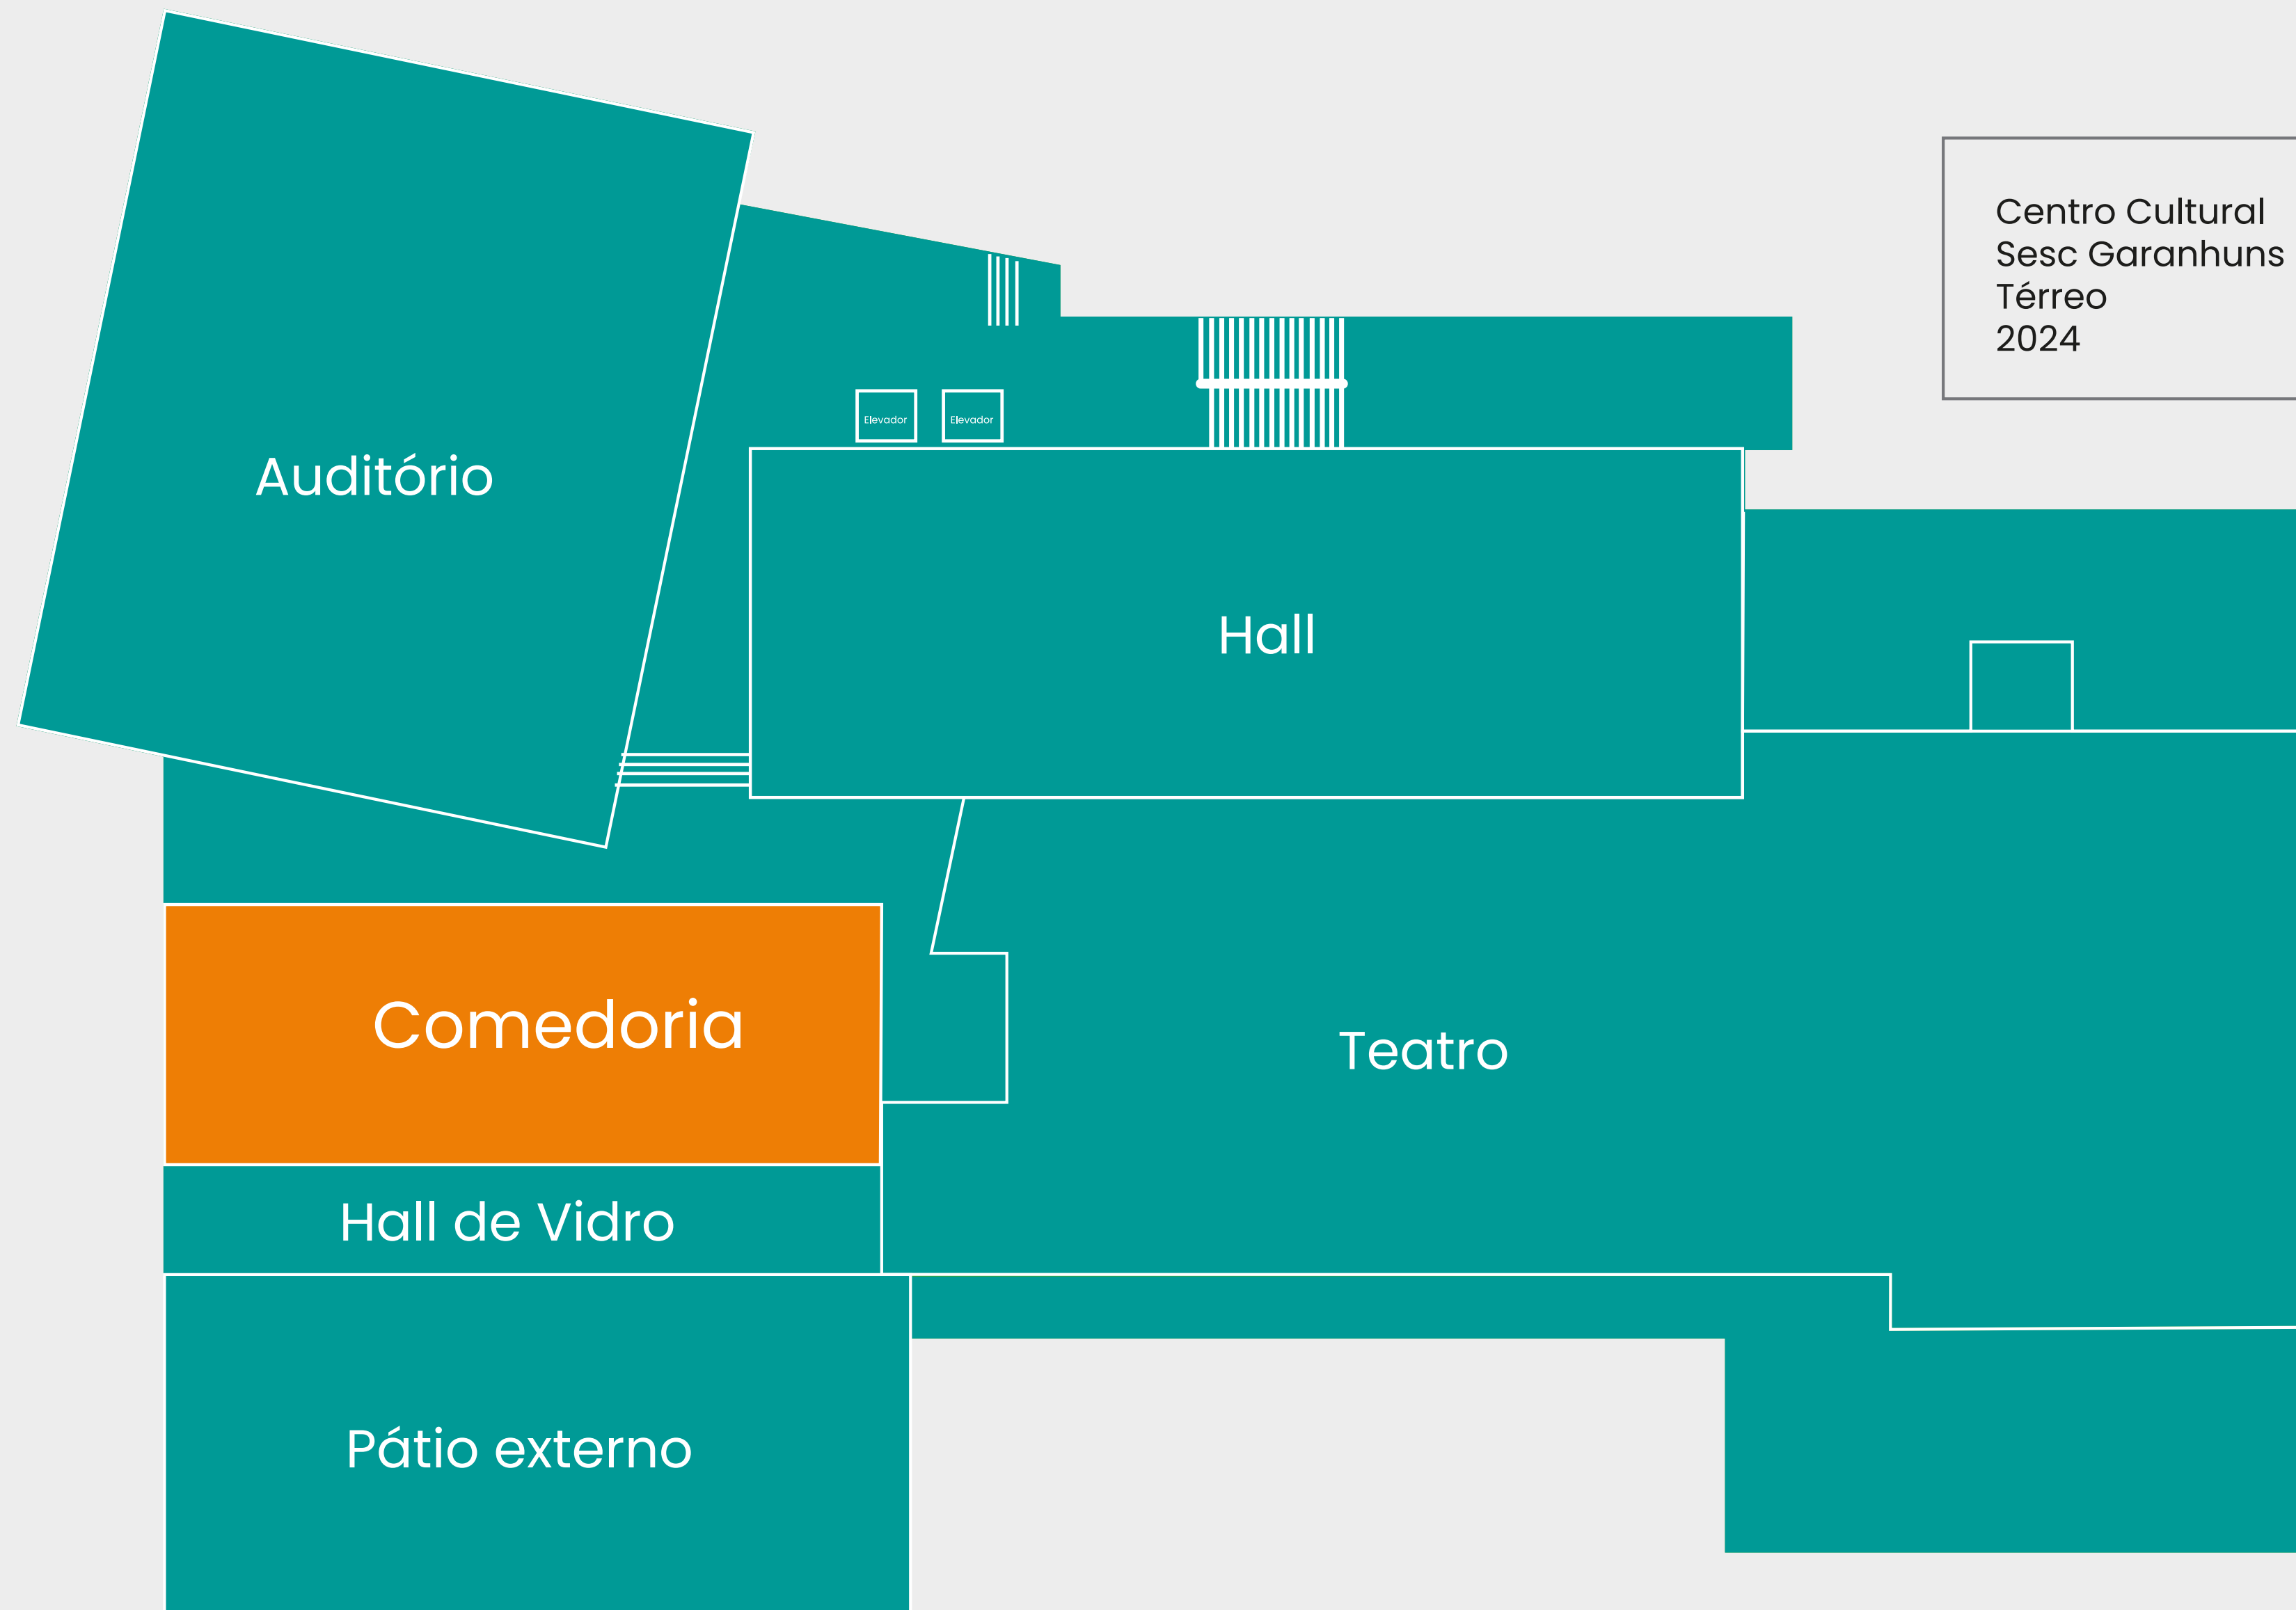 Centro Cultural
Sesc Garanhuns
Térreo
2024
Elevador
Elevador
Auditório
Hall
Comedoria
Teatro
Hall de Vidro
Pátio externo